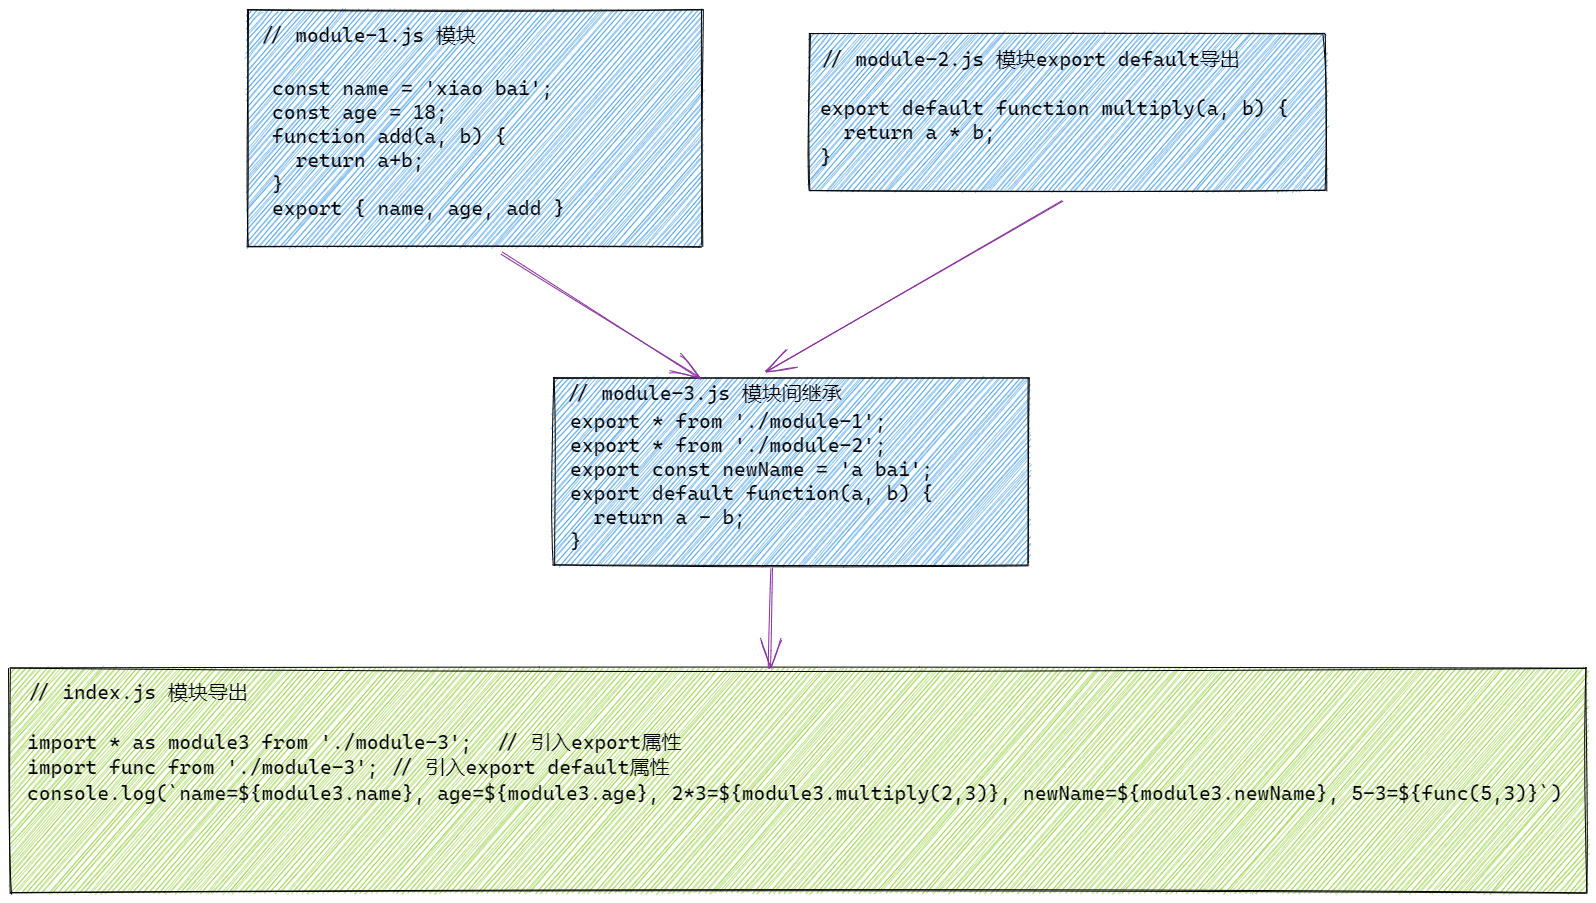 // module-1.js 模块
const name = 'xiao bai';
const age = 18;
function add(a, b) {
  return a+b;
}
export { name, age, add }
// module-2.js 模块export default导出
export default function multiply(a, b) {
  return a * b;
}
// module-3.js 模块间继承
export * from './module-1';
export * from './module-2';
export const newName = 'a bai';
export default function(a, b) {
  return a - b;
}
// index.js 模块导出
import * as module3 from './module-3';  // 引入export属性
import func from './module-3'; // 引入export default属性
console.log(`name=${module3.name}, age=${module3.age}, 2*3=${module3.multiply(2,3)}, newName=${module3.newName}, 5-3=${func(5,3)}`)